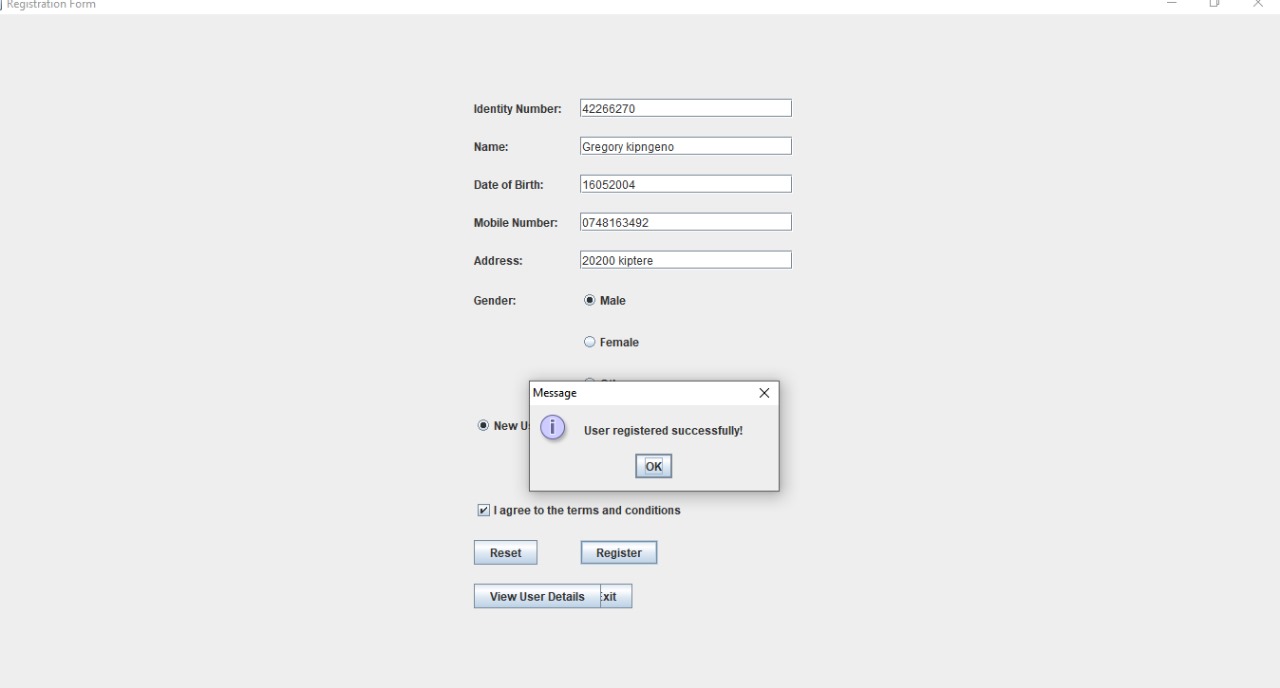 Registration Form
Identity Number: 42266270
Name: Gregory kipngeno
Date of Birth: 16052004
Mobile Number: 0748163492
Address: 20200 kiptere
Gender: Male
Female
Message
New U
i User registered successfully!
OK
I agree to the terms and conditions
Reset Register
View User Details xit